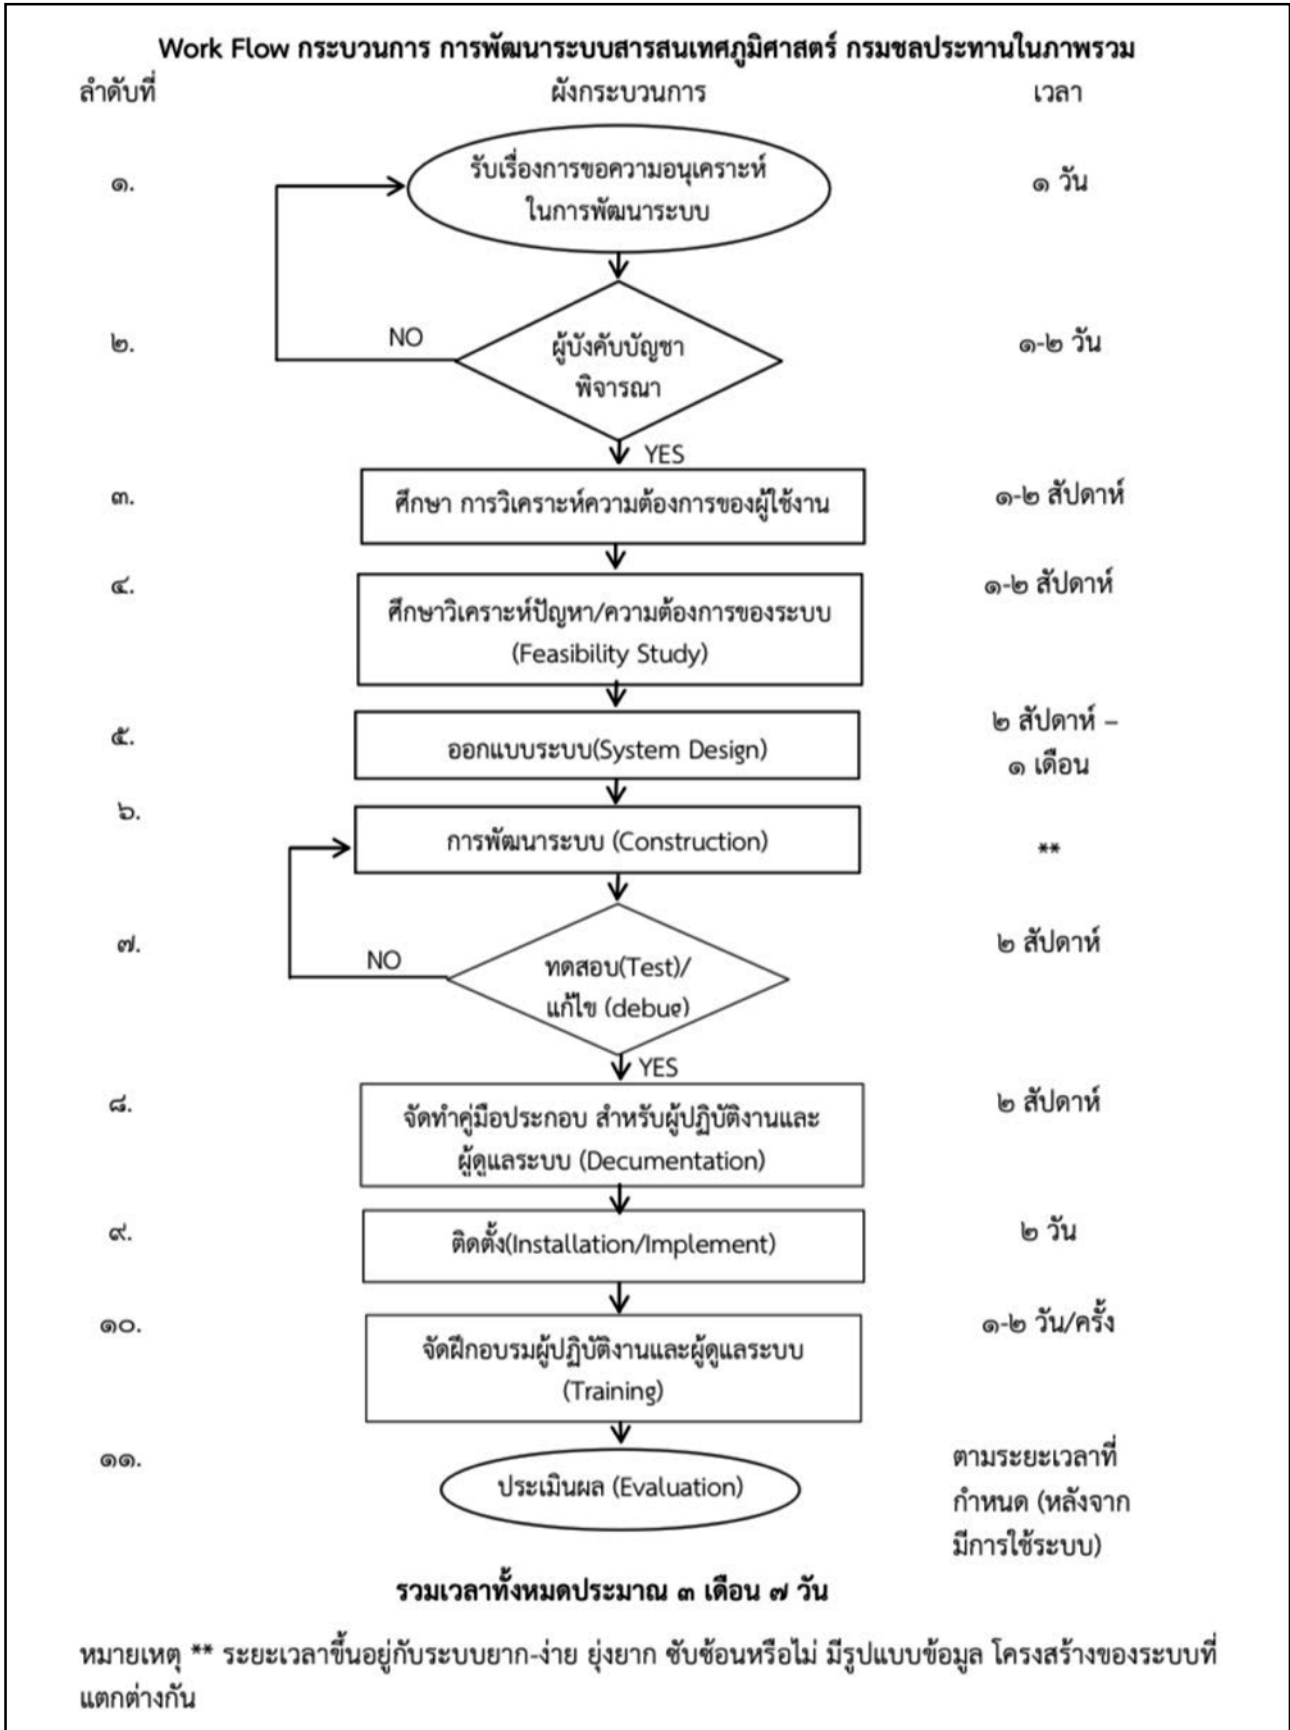 Work Flow กระบวนการ การพัฒนาระบบสารสนเทศภูมิศาสตร์ กรมชลประทานในภาพรวม
ลำดับที่ ผังกระบวนการ เวลา
๑. รับเรื่องการขอความอนุเคราะห์ ๑ วัน
ในการพัฒนาระบบ
๒. NO ผู้บังคับบัญชา ๑-๒ วัน
พิจารณา
YES
๓. ศึกษา การวิเคราะห์ความต้องการของผู้ใช้งาน ๑-๒ สัปดาห์
๔. ๑-๒ สัปดาห์
ศึกษาวิเคราะห์ปัญหา/ความต้องการของระบบ
(Feasibility Study)
๕. ออกแบบระบบ(System Design) ๒ สัปดาห์ –
๑ เดือน
๖. การพัฒนาระบบ (Construction) **
๗. ๒ สัปดาห์
NO ทดสอบ(Test)/
แก้ไข (debug)
YES
๘. จัดทำคู่มือประกอบ สำหรับผู้ปฏิบัติงานและ ๒ สัปดาห์
ผู้ดูแลระบบ (Decumentation)
๙. ติดตั้ง(Installation/Implement) ๒ วัน
๑๐. ๑-๒ วัน/ครั้ง
จัดฝึกอบรมผู้ปฏิบัติงานและผู้ดูแลระบบ
(Training)
๑๑. ประเมินผล (Evaluation) ตามระยะเวลาที่
กำหนด (หลังจาก
มีการใช้ระบบ)
รวมเวลาทั้งหมดประมาณ ๓ เดือน ๗ วัน
หมายเหตุ ** ระยะเวลาขึ้นอยู่กับระบบยาก-ง่าย ยุ่งยาก ซับซ้อนหรือไม่ มีรูปแบบข้อมูล โครงสร้างของระบบที่
แตกต่างกัน